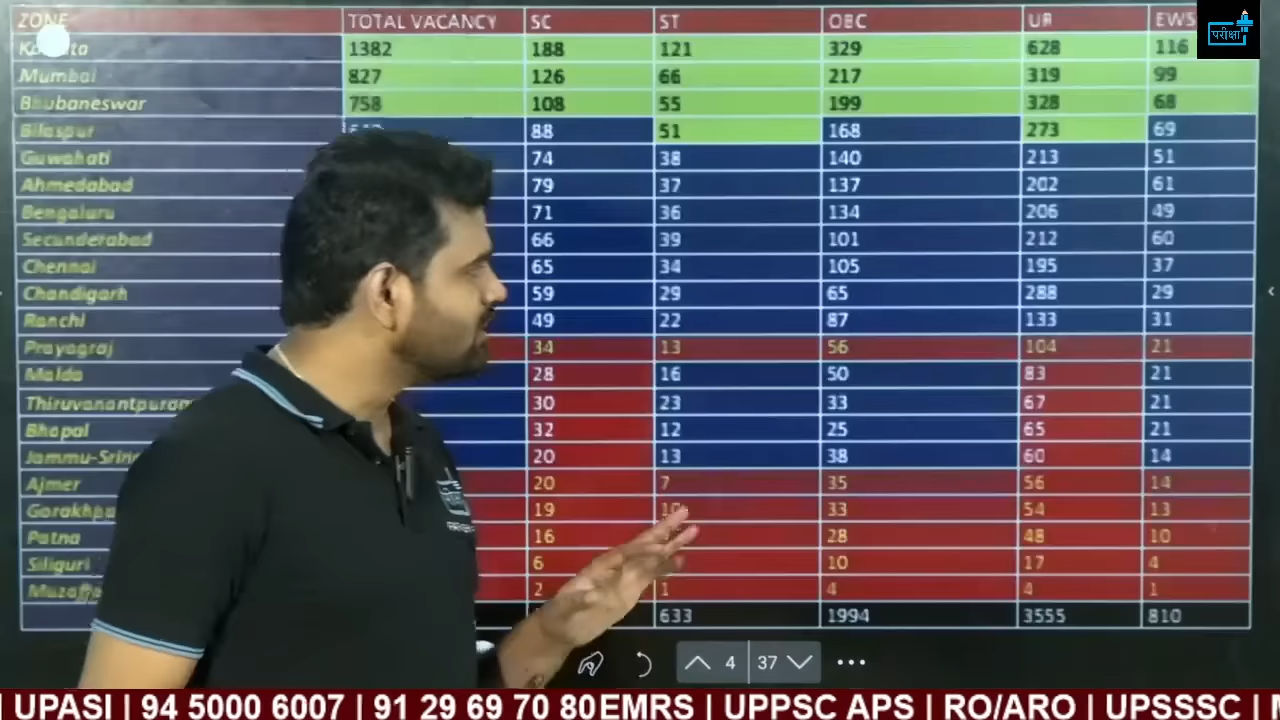 ZONE TOTAL VACANCY SC ST OBC UR EWS
परीक्षा
1382 188 121 329 628 116
Mumbai 827 126 66 217 319 99
Bhubaneswar 758 108 55 199 328 68
Bilaspur 88 51 168 273 69
Guwahati 74 38 140 213 51
Ahmedabad 79 37 137 202 61
Bengaluru 71 36 134 206 49
Secunderabad 66 39 101 212 60
Chennai 65 34 105 195 37
Chandigarh 59 29 65 288 29
Ranchi 49 22 87 133 31
Prayagraj 34 13 56 104 21
Malda 28 16 50 83 21
Thiruvanantpuram 30 23 33 67 21
Bhopal 32 12 25 65 21
Jammu-Srin 20 13 38 60 14
Ajmer 20 7 35 56 14
Gorakhpu 19 10 33 54 13
Patna 16 28 48 10
Siliguri 6 10 17 4
Muzaffa 2 1 4 4 1
633 1994 3555 810
4 37
| UPASI | 94 5000 6007 | 91 29 69 70 80EMRS | UPPSC APS | RO/ARO | UPSSSC |